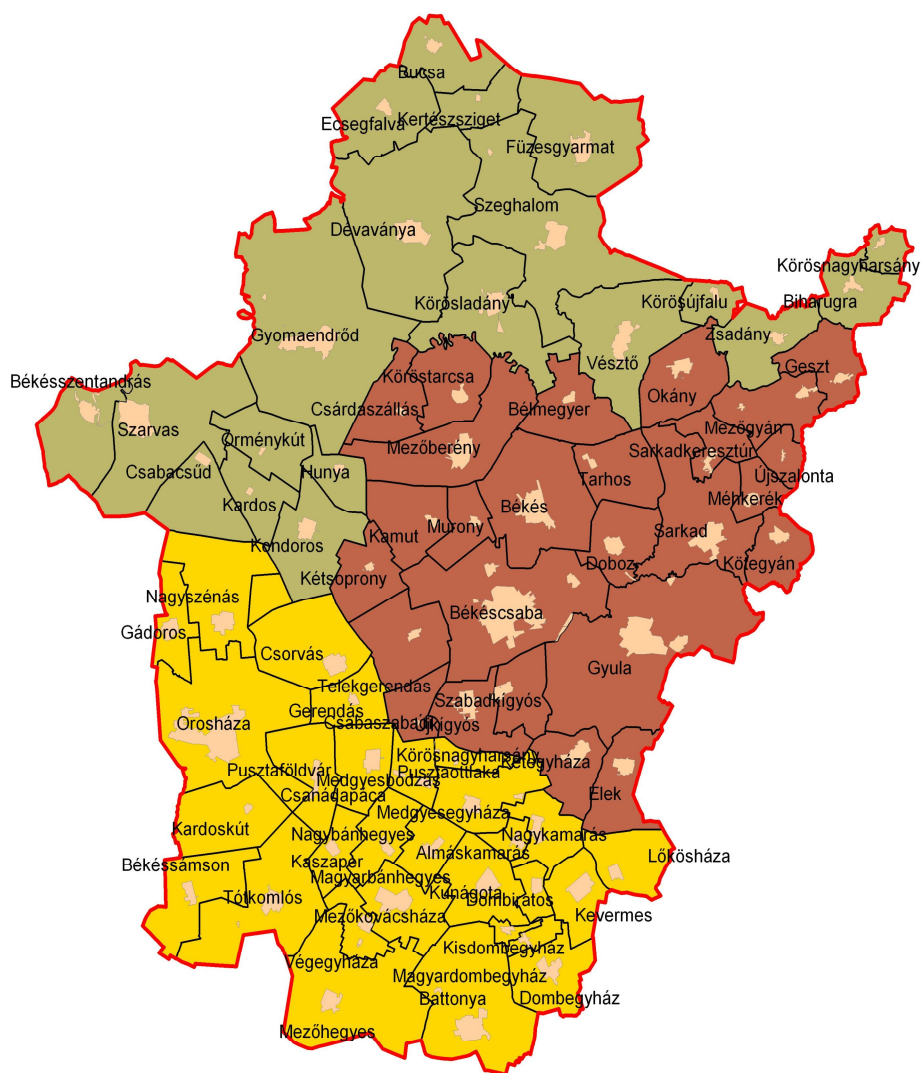 Bucsa
Kertészsziget
Ecsegfalva
Füzesgyarmat
Szeghalom
Dévaványa
Körösnagyharsány
Körösladány
Körösújfalu
Biharugra
Gyomaendrőd
Zsadány
Vésztő
Geszt
Köröstarcsa
Békésszentandrás
Okány
Csárdaszállás
Bélmegyer
Szarvas
Mezőgyán
Örménykút
Mezőberény
Sarkadkeresztúr
Csabacsűd
Hunya
Tarhos
Újszalonta
Kardos
Méhkerék
Békés
Murony
Sarkad
Kamut
Kondoros
Doboz
Kötegyán
Kétsoprony
Nagyszénás
Békéscsaba
Gádoros
Csorvás
Gyula
Telekgerendás
Szabadkígyós
Gerendás
Orosháza
Csabaszabadi
Újkígyós
Körösnagyharsány
Kétegyháza
Pusztaföldvár
Pusztaottlaka
Medgyesbodzás
Csanádapáca
Elek
Medgyesegyháza
Kardoskút
Nagybánhegyes
Nagykamarás
Almáskamarás
Lőkösháza
Békéssámson
Kaszaper
Magyarbánhegyes
Tótkomlós
Kunágota
Dombiratos
Mezőkovácsháza
Kevermes
Kisdombegyház
Végegyháza
Magyardombegyház
Battonya
Dombegyház
Mezőhegyes